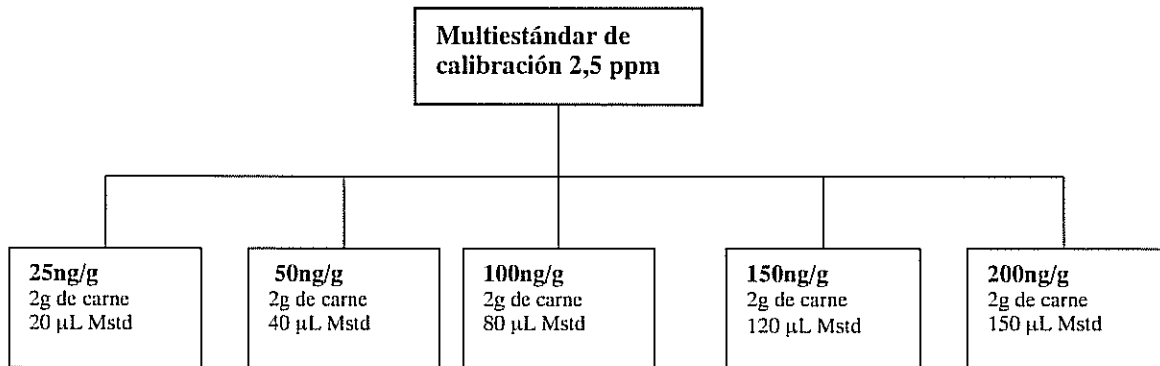 Multiestándar de
calibración 2,5 ppm
25ng/g
2g de carne
20 µL Mstd
50ng/g
2g de carne
40 µL Mstd
100ng/g
2g de carne
80 µL Mstd
150ng/g
2g de carne
120 µL Mstd
200ng/g
2g de carne
150 µL Mstd